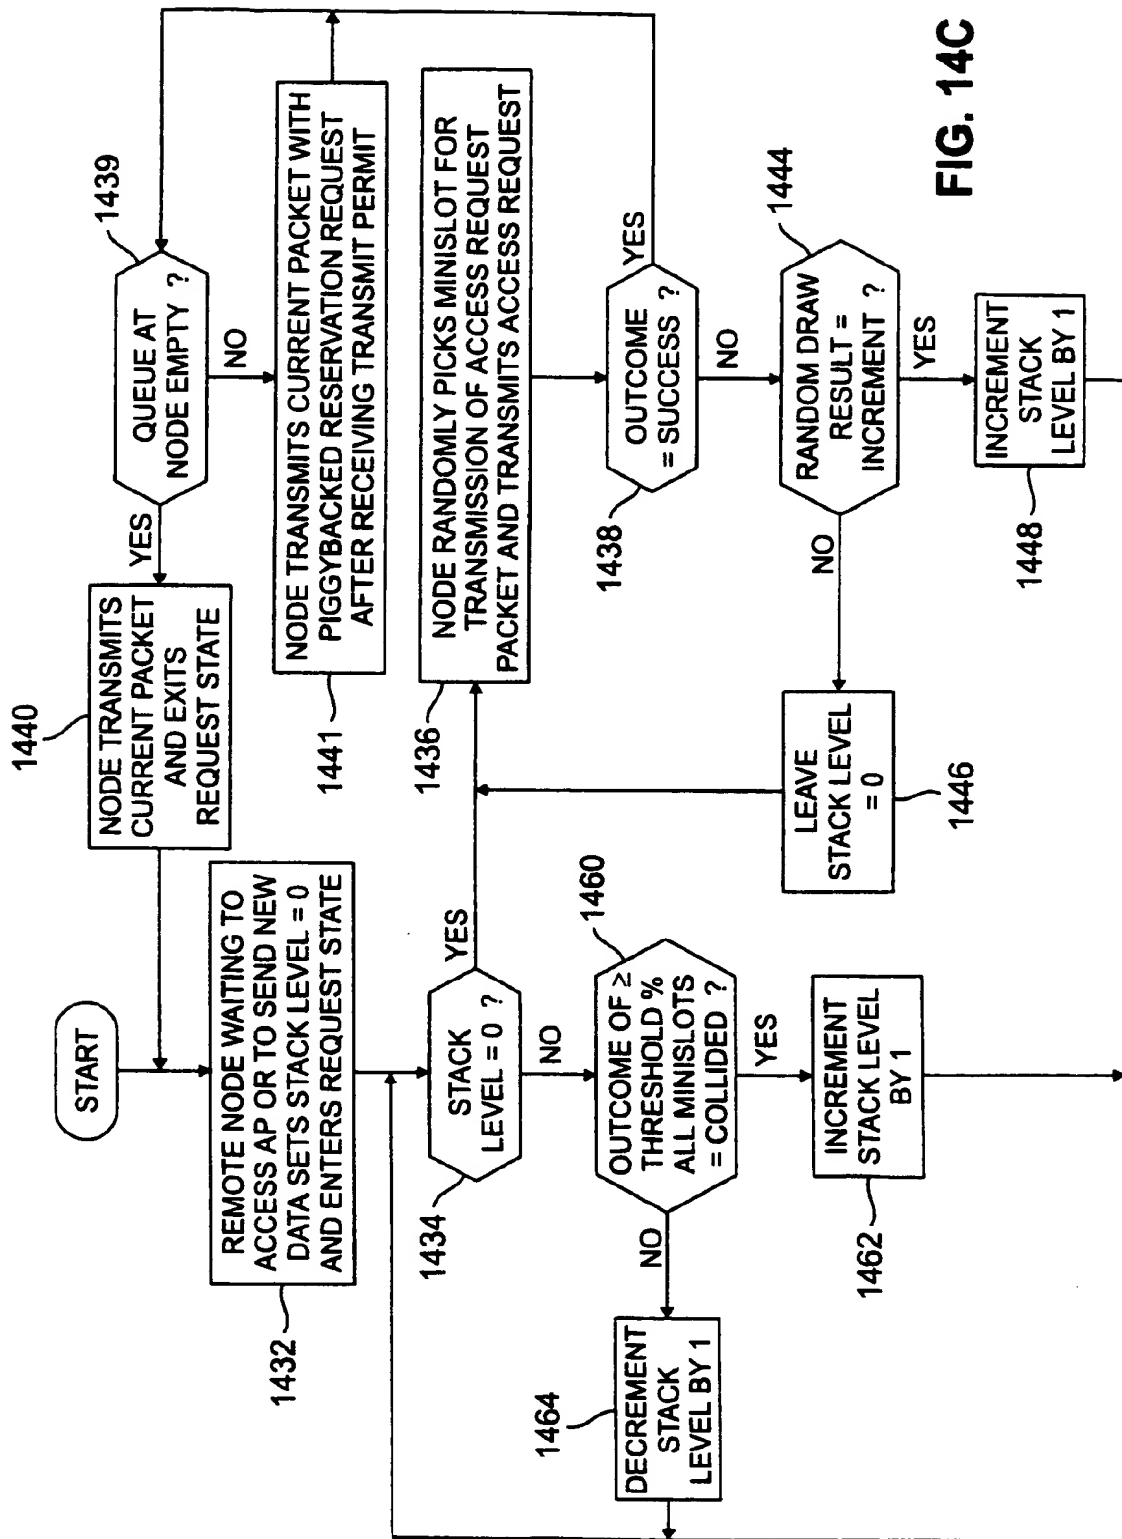 START
REMOTE NODE WAITING TO
ACCESS AP OR TO SEND NEW
DATA SETS STACK LEVEL = 0
AND ENTERS REQUEST STATE
1432
NODE TRANSMITS
CURRENT PACKET
AND EXITS
REQUEST STATE
1440
YES
QUEUE AT
NODE EMPTY ?
1439
NO
NODE TRANSMITS CURRENT PACKET WITH
PIGGYBACKED RESERVATION REQUEST
AFTER RECEIVING TRANSMIT PERMIT
1441
STACK
LEVEL = 0 ?
1434
YES
NO
NODE RANDOMLY PICKS MINISLOT FOR
TRANSMISSION OF ACCESS REQUEST
PACKET AND TRANSMITS ACCESS REQUEST
1436
OUTCOME
= SUCCESS ?
1438
YES
NO
RANDOM DRAW
RESULT =
INCREMENT ?
1444
NO
YES
LEAVE
STACK LEVEL
= 0
1446
INCREMENT
STACK
LEVEL BY 1
1448
OUTCOME OF ≥
THRESHOLD %
ALL MINISLOTS
= COLLIDED ?
1460
NO
YES
DECREMENT
STACK
LEVEL BY 1
1464
INCREMENT
STACK LEVEL
BY 1
1462
FIG. 14C